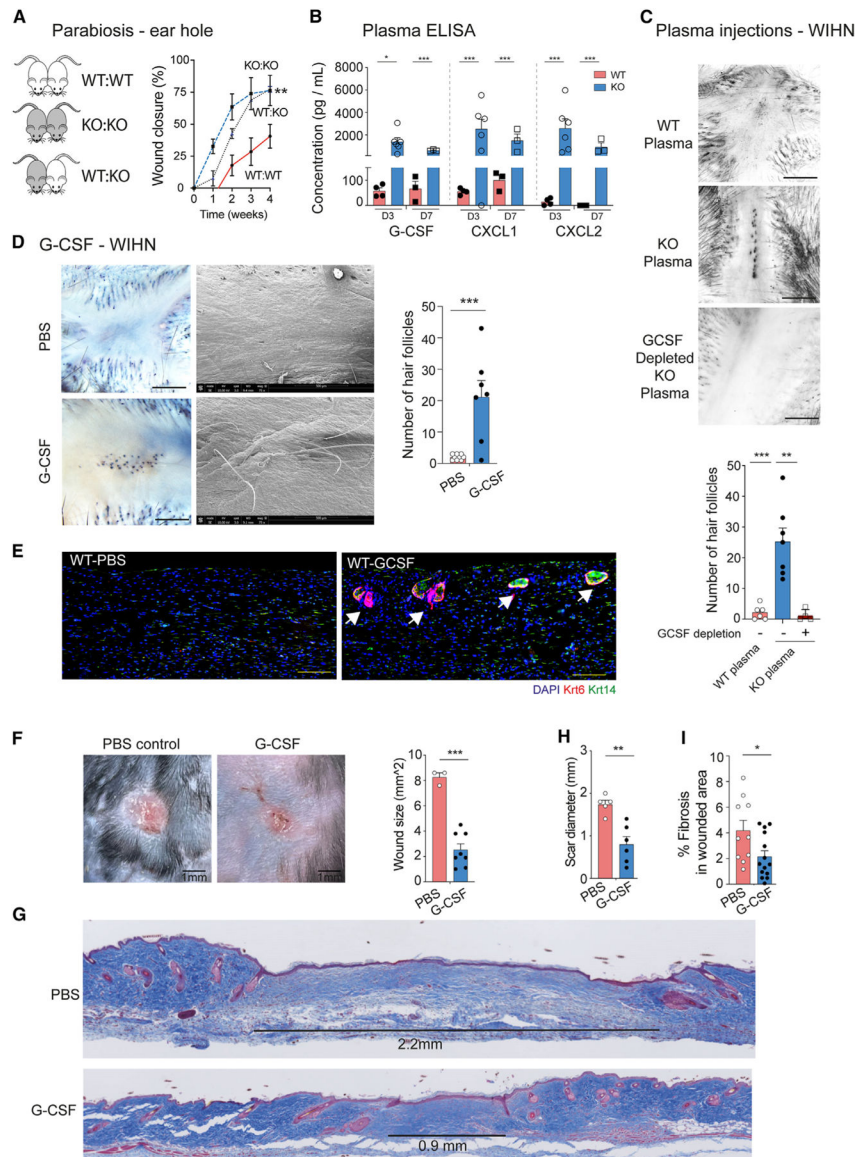 A Parabiosis - ear hole
WT:WT
KO:KO
WT:KO
Wound closure (%)
100
75
50
25
0
0 1 2 3 4
Time (weeks)
KO:KO
**
WT:KO
WT:WT
B Plasma ELISA
Concentration (pg / mL)
8000
6000
4000
2000
100
0
* *** *** *** *** ***
WT
KO
D3 D7 D3 D7 D3 D7
G-CSF CXCL1 CXCL2
C Plasma injections - WIHN
WT
Plasma
KO
Plasma
GCSF
Depleted
KO
Plasma
Number of hair follicles
50
40
30
20
10
0
*** **
GCSF depletion - - +
WT plasma
KO plasma
D G-CSF - WIHN
PBS
G-CSF
Number of hair follicles
50
40
30
20
10
0
***
PBS
G-CSF
E
WT-PBS
WT-GCSF
DAPI Krt6 Krt14
F
PBS control
G-CSF
1mm
1mm
Wound size (mm^2)
10
8
6
4
2
0
***
PBS
G-CSF
H
Scar diameter (mm)
3
2
1
0
**
PBS
G-CSF
I
% Fibrosis
in wounded area
10
8
6
4
2
0
*
PBS
G-CSF
G
PBS
2.2mm
G-CSF
0.9 mm